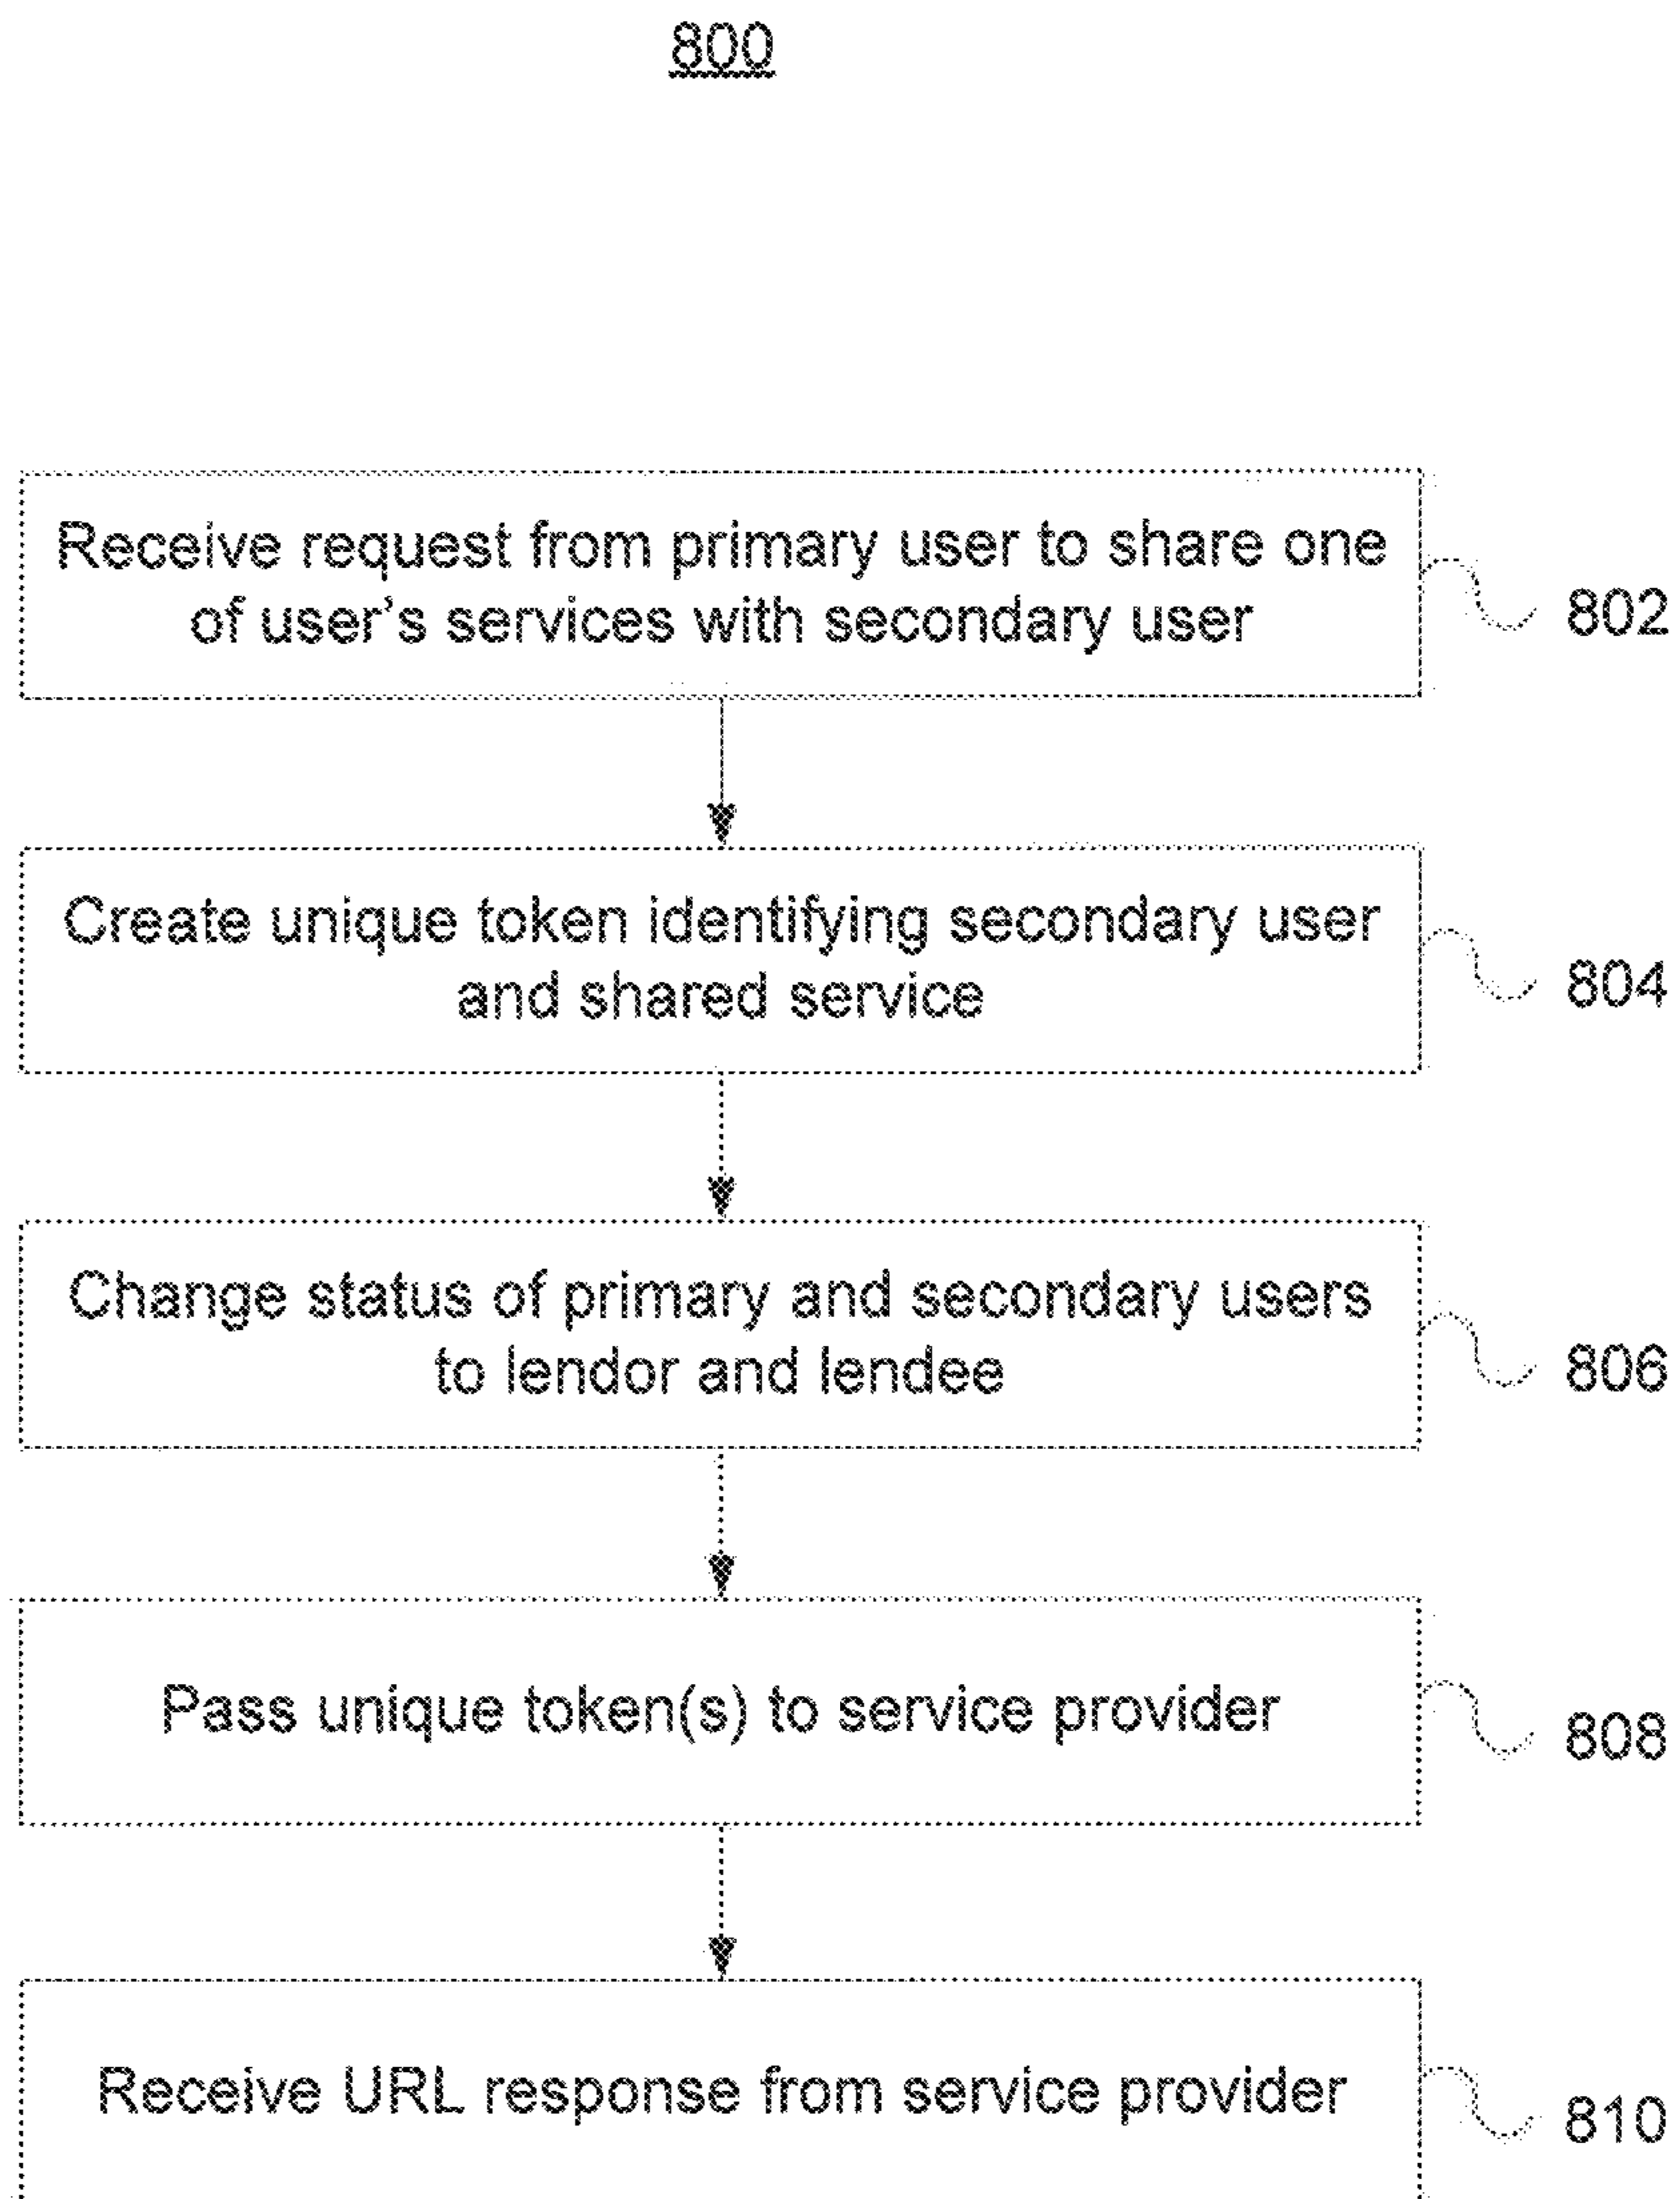 800
Receive request from primary user to share one
of user's services with secondary user
802
Create unique token identifying secondary user
and shared service
804
Change status of primary and secondary users
to lendor and lendee
806
Pass unique token(s) to service provider
808
Receive URL response from service provider
810